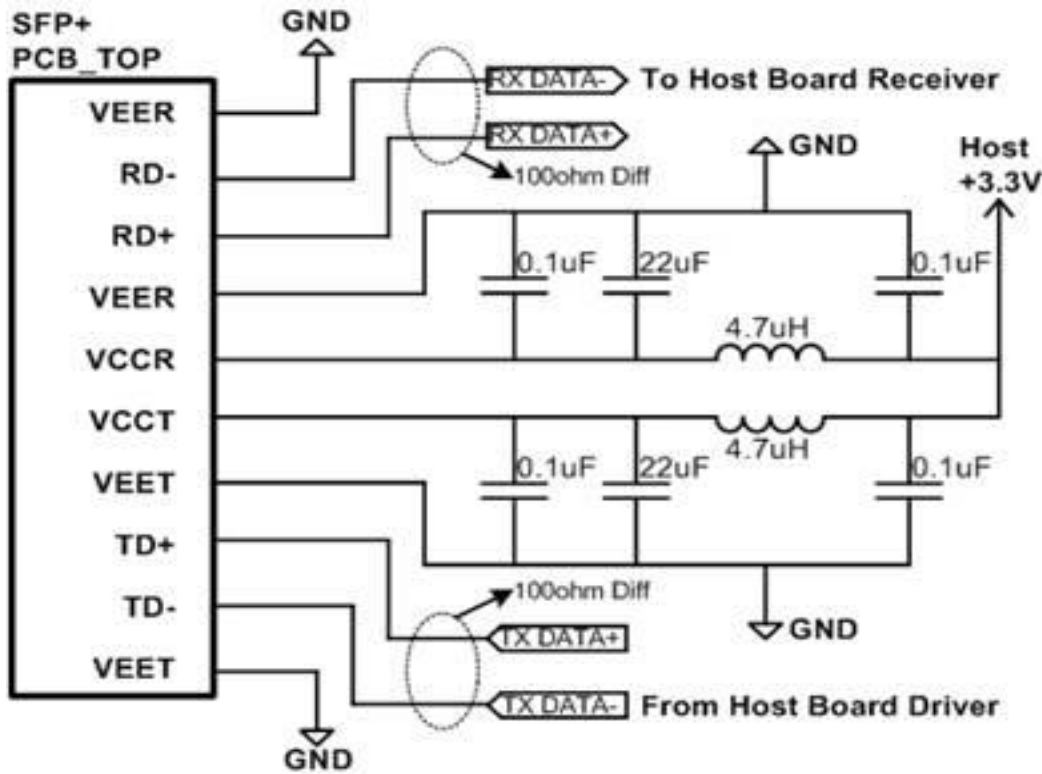 SFP+
PCB_TOP
GND
VEER
RD-
RD+
VEER
VCCR
VCCT
VEET
TD+
TD-
VEET
GND
RX DATA-
To Host Board Receiver
RX DATA+
100ohm Diff
GND
Host
+3.3V
0.1uF
22uF
0.1uF
4.7uH
4.7uH
0.1uF
22uF
0.1uF
100ohm Diff
GND
TX DATA+
TX DATA-
From Host Board Driver